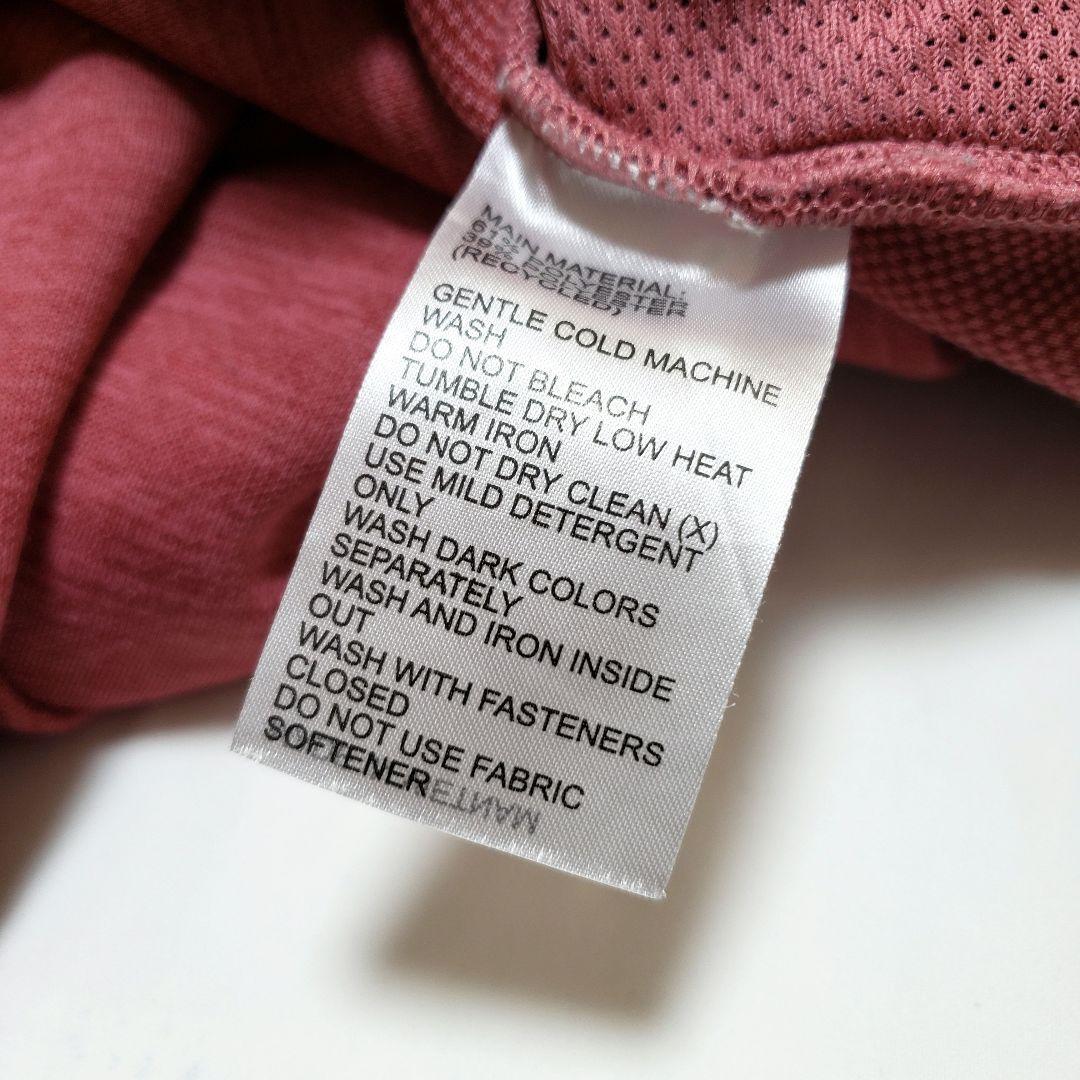 MAIN MATERIAL:
61% POLYESTER
39% POLYESTER
(RECYCLED)
GENTLE COLD MACHINE
WASH
DO NOT BLEACH
TUMBLE DRY LOW HEAT
WARM IRON
DO NOT DRY CLEAN (X)
USE MILD DETERGENT
ONLY
WASH DARK COLORS
SEPARATELY
WASH AND IRON INSIDE
OUT
WASH WITH FASTENERS
CLOSED
DO NOT USE FABRIC
SOFTENER